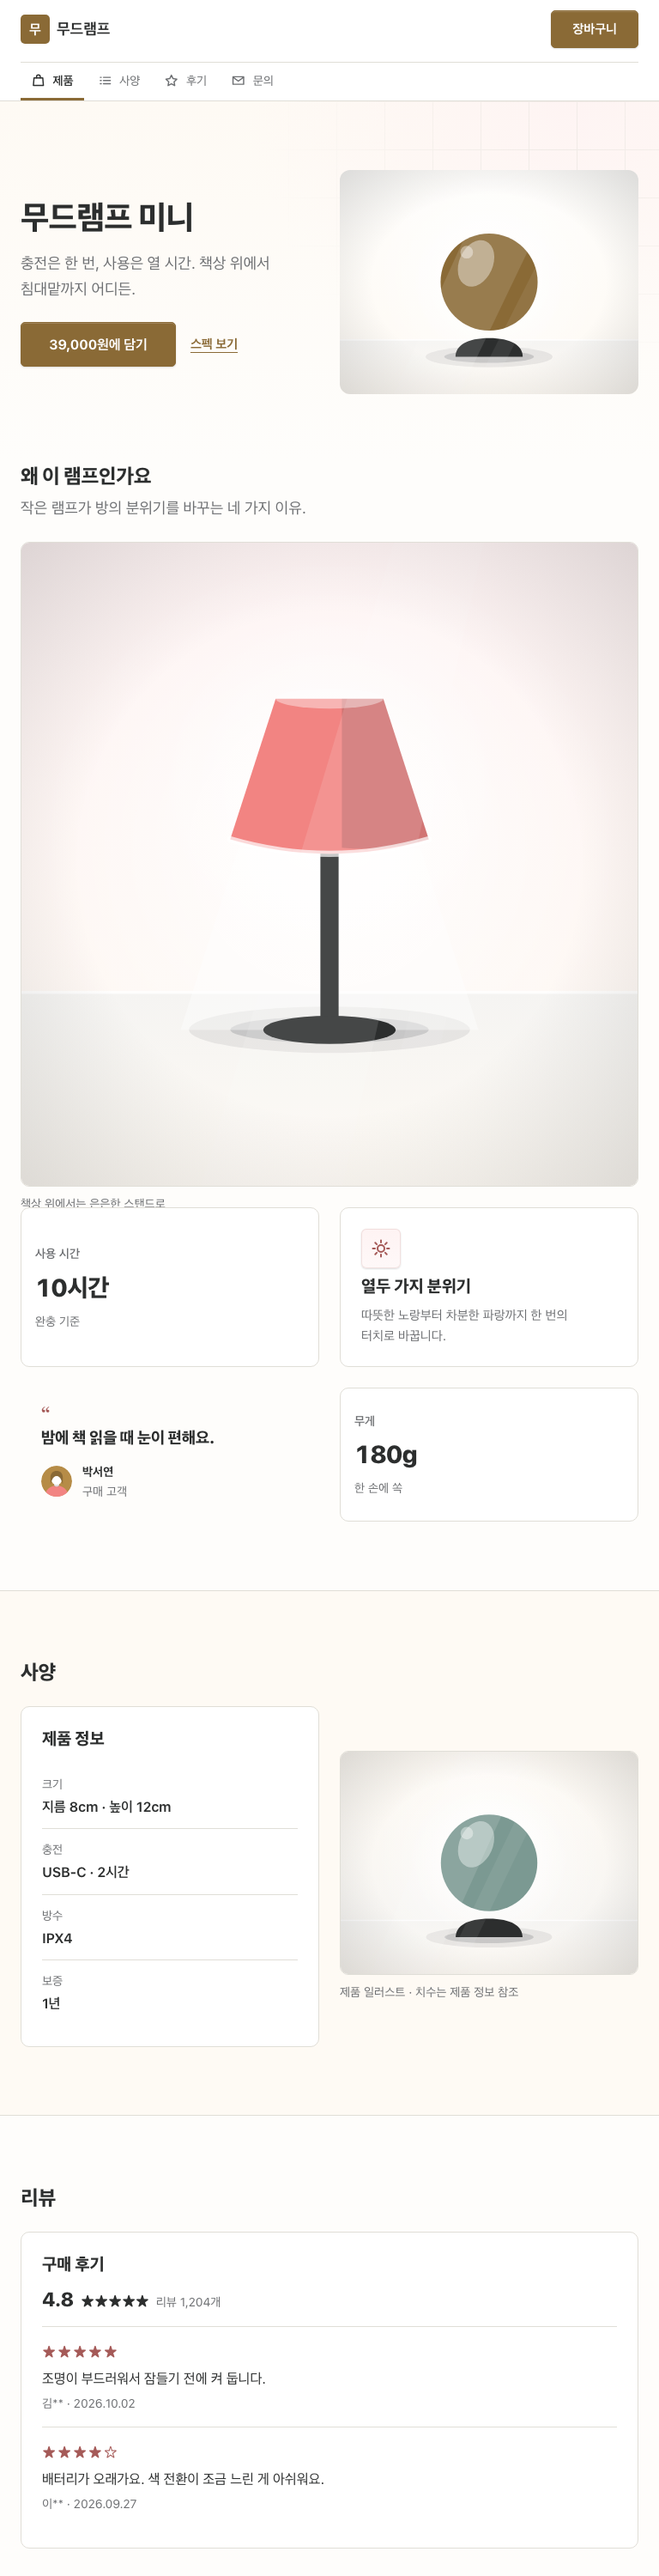 무 무드램프
장바구니
제품
사양
후기
문의
무드램프 미니
충전은 한 번, 사용은 열 시간. 책상 위에서
침대맡까지 어디든.
39,000원에 담기
스펙 보기
왜 이 램프인가요
작은 램프가 방의 분위기를 바꾸는 네 가지 이유.
책상 위에서는 은은한 스탠드로
사용 시간
10시간
완충 기준
열두 가지 분위기
따뜻한 노랑부터 차분한 파랑까지 한 번의
터치로 바꿉니다.
“
밤에 책 읽을 때 눈이 편해요.
박서연
구매 고객
무게
180g
한 손에 쏙
사양
제품 정보
크기
지름 8cm · 높이 12cm
충전
USB-C · 2시간
방수
IPX4
보증
1년
제품 일러스트 · 치수는 제품 정보 참조
리뷰
구매 후기
4.8 ★★★★★ 리뷰 1,204개
★★★★★
조명이 부드러워서 잠들기 전에 켜 둡니다.
김** · 2026.10.02
★★★★☆
배터리가 오래가요. 색 전환이 조금 느린 게 아쉬워요.
이** · 2026.09.27